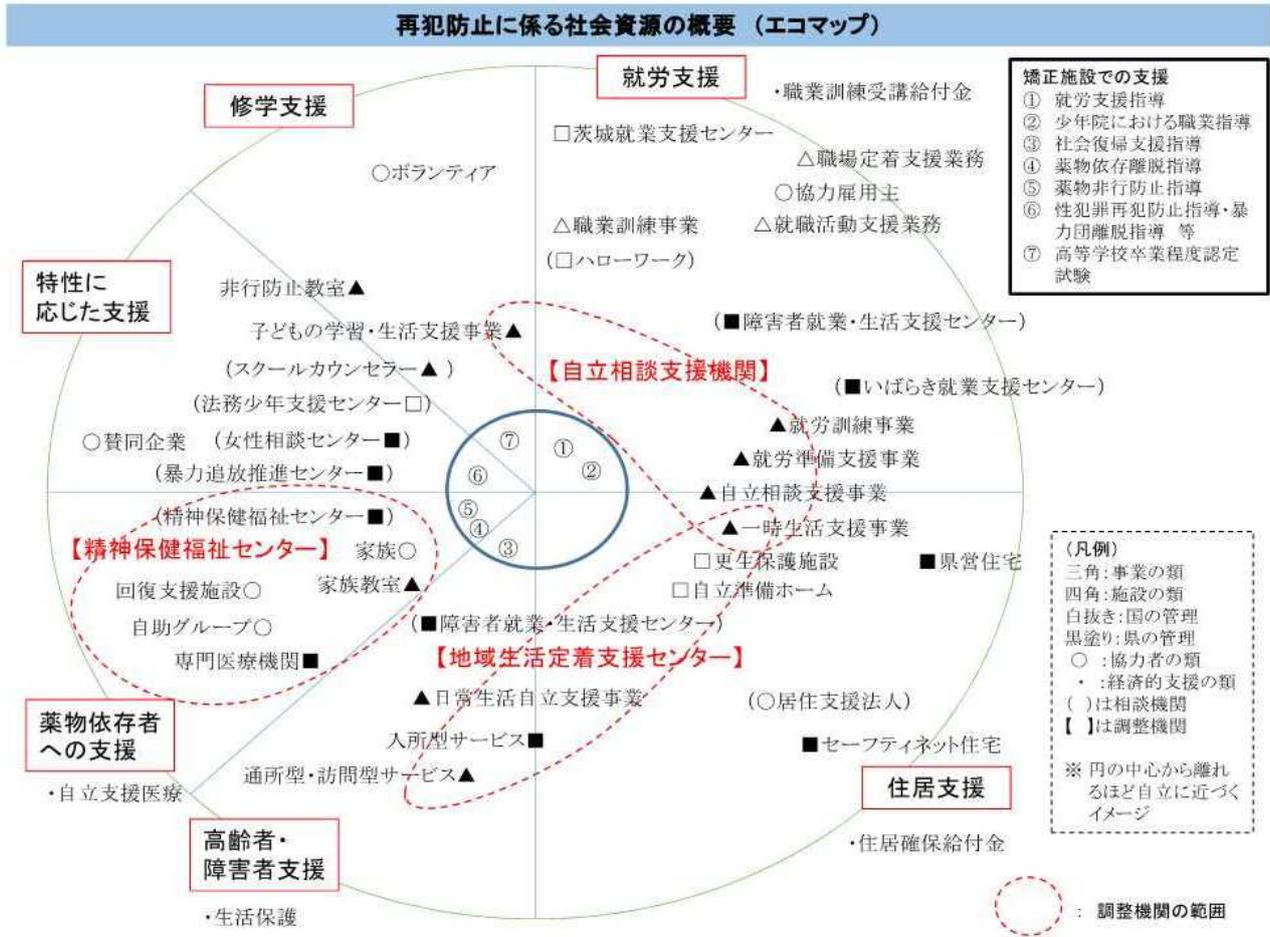 再犯防止に係る社会資源の概要 (エコマップ)
修学支援
就労支援
・職業訓練受講給付金
□茨城就業支援センター
△職場定着支援業務
○ボランティア
○協力雇用主
△職業訓練事業
△就職活動支援業務
(□ハローワーク)
矯正施設での支援
① 就労支援指導
② 少年院における職業指導
③ 社会復帰支援指導
④ 薬物依存離脱指導
⑤ 薬物非行防止指導
⑥ 性犯罪再犯防止指導・暴
力団離脱指導 等
⑦ 高等学校卒業程度認定
試験
特性に
応じた支援
非行防止教室▲
子どもの学習・生活支援事業▲
(スクールカウンセラー▲ )
(法務少年支援センター□)
○賛同企業
(女性相談センター■)
(暴力追放推進センター■)
(■障害者就業・生活支援センター)
【自立相談支援機関】
(■いばらき就業支援センター)
▲就労訓練事業
▲就労準備支援事業
▲自立相談支援事業
▲一時生活支援事業
⑦
①
②
⑥
⑤
④
③
(精神保健福祉センター■)
【精神保健福祉センター】
家族○
家族教室▲
回復支援施設○
自助グループ○
専門医療機関■
□更生保護施設
■県営住宅
□自立準備ホーム
(■障害者就業・生活支援センター)
【地域生活定着支援センター】
▲日常生活自立支援事業
(○居住支援法人)
入所型サービス■
■セーフティネット住宅
通所型・訪問型サービス▲
薬物依存者
への支援
・自立支援医療
住居支援
・住居確保給付金
高齢者・
障害者支援
・生活保護
(凡例)
三角:事業の類
四角:施設の類
白抜き:国の管理
黒塗り:県の管理
○ :協力者の類
・ :経済的支援の類
( )は相談機関
【 】は調整機関
※ 円の中心から離れ
るほど自立に近づく
イメージ
: 調整機関の範囲